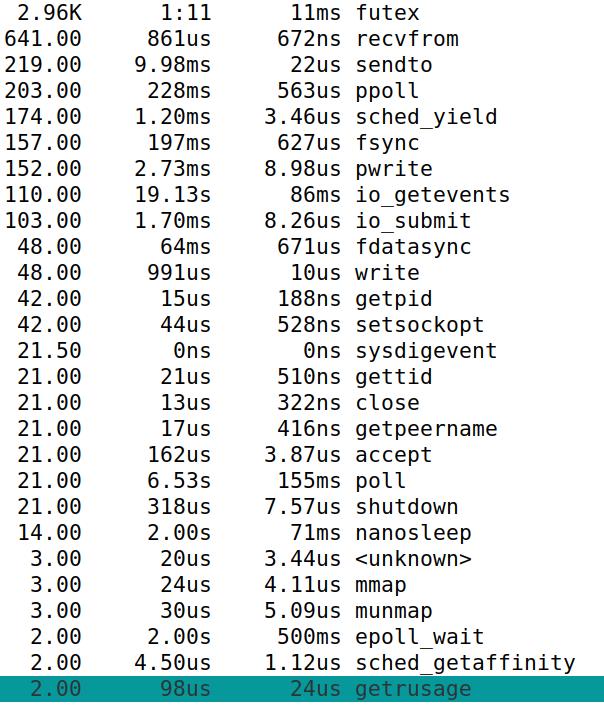 2.96K 1:11 11ms futex
641.00 861us 672ns recvfrom
219.00 9.98ms 22us sendto
203.00 228ms 563us ppoll
174.00 1.20ms 3.46us sched_yield
157.00 197ms 627us fsync
152.00 2.73ms 8.98us pwrite
110.00 19.13s 86ms io_getevents
103.00 1.70ms 8.26us io_submit
48.00 64ms 671us fdatasync
48.00 991us 10us write
42.00 15us 188ns getpid
42.00 44us 528ns setsockopt
21.50 0ns 0ns sysdigevent
21.00 21us 510ns gettid
21.00 13us 322ns close
21.00 17us 416ns getpeername
21.00 162us 3.87us accept
21.00 6.53s 155ms poll
21.00 318us 7.57us shutdown
14.00 2.00s 71ms nanosleep
3.00 20us 3.44us <unknown>
3.00 24us 4.11us mmap
3.00 30us 5.09us munmap
2.00 2.00s 500ms epoll_wait
2.00 4.50us 1.12us sched_getaffinity
2.00 98us 24us getrusage